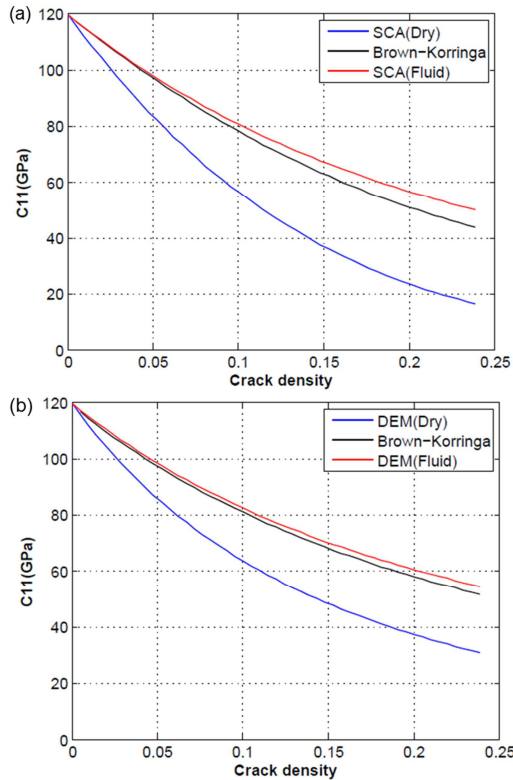 (a)
120
100
80
60
40
20
0
C11(GPa)
SCA(Dry)
Brown-Korringa
SCA(Fluid)
0 0.05 0.1 0.15 0.2 0.25
Crack density
(b)
120
100
80
60
40
20
0
C11(GPa)
DEM(Dry)
Brown-Korringa
DEM(Fluid)
0 0.05 0.1 0.15 0.2 0.25
Crack density